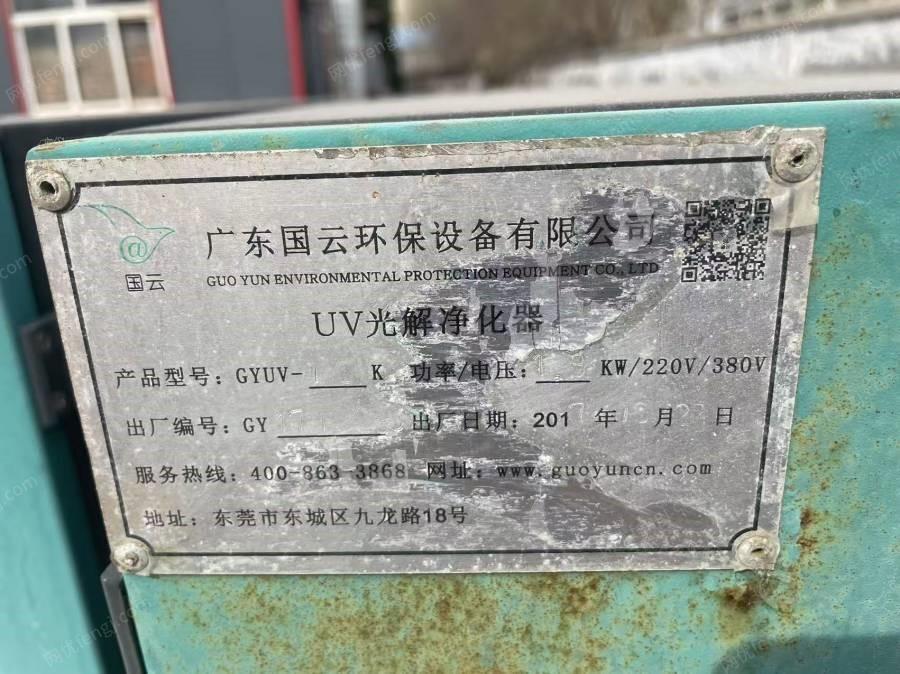 广东国云环保设备有限公司
GUO YUN ENVIRONMENTAL PROTECTION EQUIPMENT CO., LTD
@
国云
UV光解净化器
产品型号：GYUV-____K 功率/电压：____KW/220V/380V
出厂编号：GY________ 出厂日期：201 年 月 日
服务热线：400-863-3868 网址：www.guoyuncn.com
地址：东莞市东城区九龙路18号